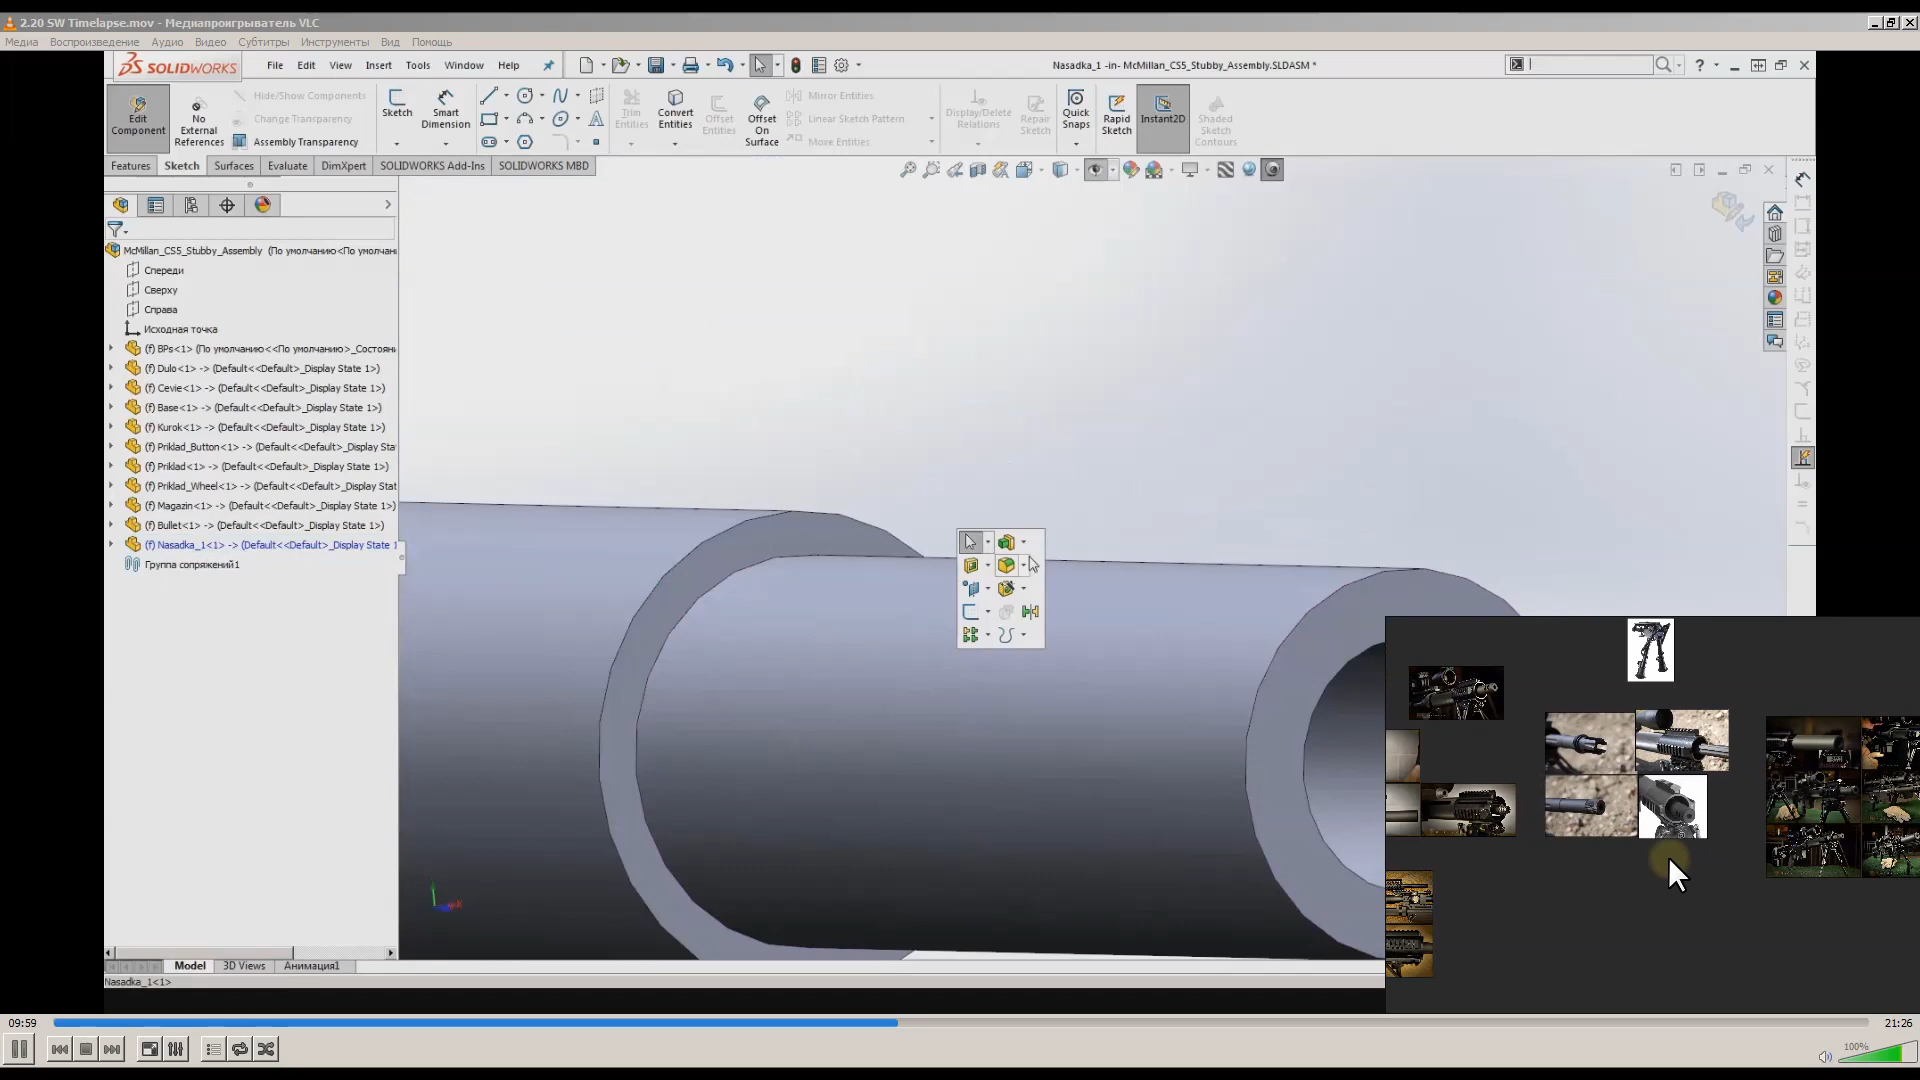 2.20 SW Timelapse.mov - Медиапроигрыватель VLC
Медиа Воспроизведение Аудио Видео Субтитры Инструменты Вид Помощь
SOLIDWORKS File Edit View Insert Tools Window Help Nasadka_1 -in- McMillan_CS5_Stubby_Assembly.SLDASM *
Edit Component
No External References
Hide/Show Components
Change Transparency
Assembly Transparency
Sketch
Smart Dimension
Trim Entities
Convert Entities
Offset Entities
Offset On Surface
Mirror Entities
Linear Sketch Pattern
Move Entities
Display/Delete Relations
Repair Sketch
Quick Snaps
Rapid Sketch
Instant2D
Shaded Sketch Contours
Features Sketch Surfaces Evaluate DimXpert SOLIDWORKS Add-Ins SOLIDWORKS MBD
McMillan_CS5_Stubby_Assembly (По умолчанию<По умолчани
Спереди
Сверху
Справа
Исходная точка
(f) BPs<1> (По умолчанию<<По умолчанию>_Состояни
(f) Dulo<1> -> (Default<<Default>_Display State 1>)
(f) Cevie<1> -> (Default<<Default>_Display State 1>)
(f) Base<1> -> (Default<<Default>_Display State 1>)
(f) Kurok<1> -> (Default<<Default>_Display State 1>)
(f) Priklad_Button<1> -> (Default<<Default>_Display Sta
(f) Priklad<1> -> (Default<<Default>_Display State 1>)
(f) Priklad_Wheel<1> -> (Default<<Default>_Display Stat
(f) Magazin<1> -> (Default<<Default>_Display State 1>)
(f) Bullet<1> -> (Default<<Default>_Display State 1>)
(f) Nasadka_1<1> -> (Default<<Default>_Display State 1
Группа сопряжений1
Model 3D Views Анимация1
Nasadka_1<1>
09:59 21:26
100%